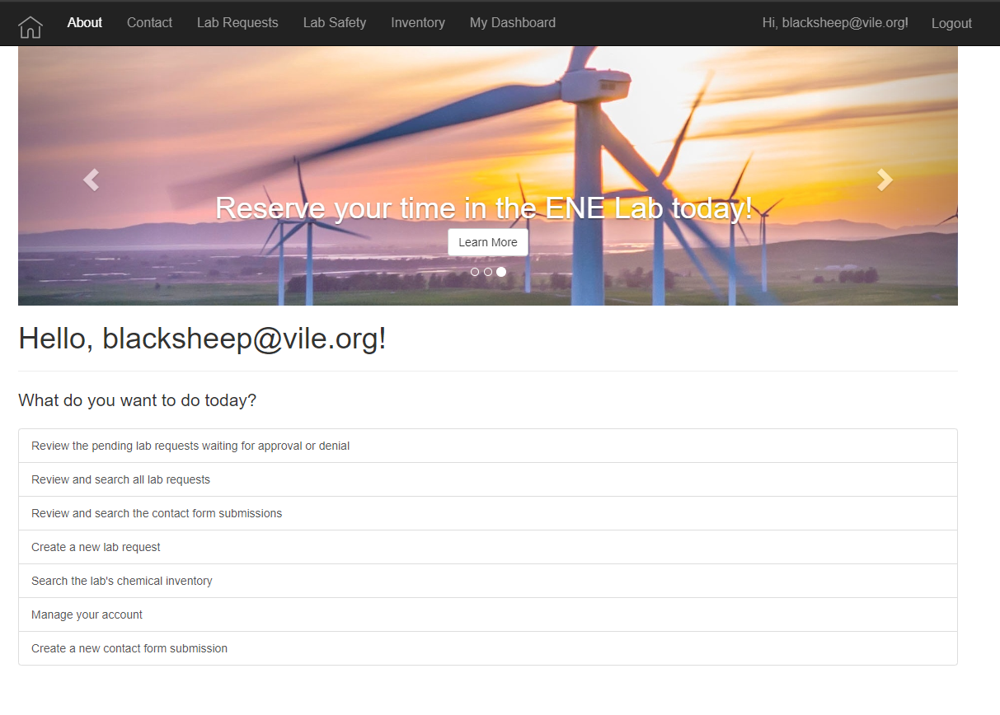 About Contact Lab Requests Lab Safety Inventory My Dashboard Hi, blacksheep@vile.org! Logout
Reserve your time in the ENE Lab today!
Learn More
Hello, blacksheep@vile.org!
What do you want to do today?
Review the pending lab requests waiting for approval or denial
Review and search all lab requests
Review and search the contact form submissions
Create a new lab request
Search the lab's chemical inventory
Manage your account
Create a new contact form submission